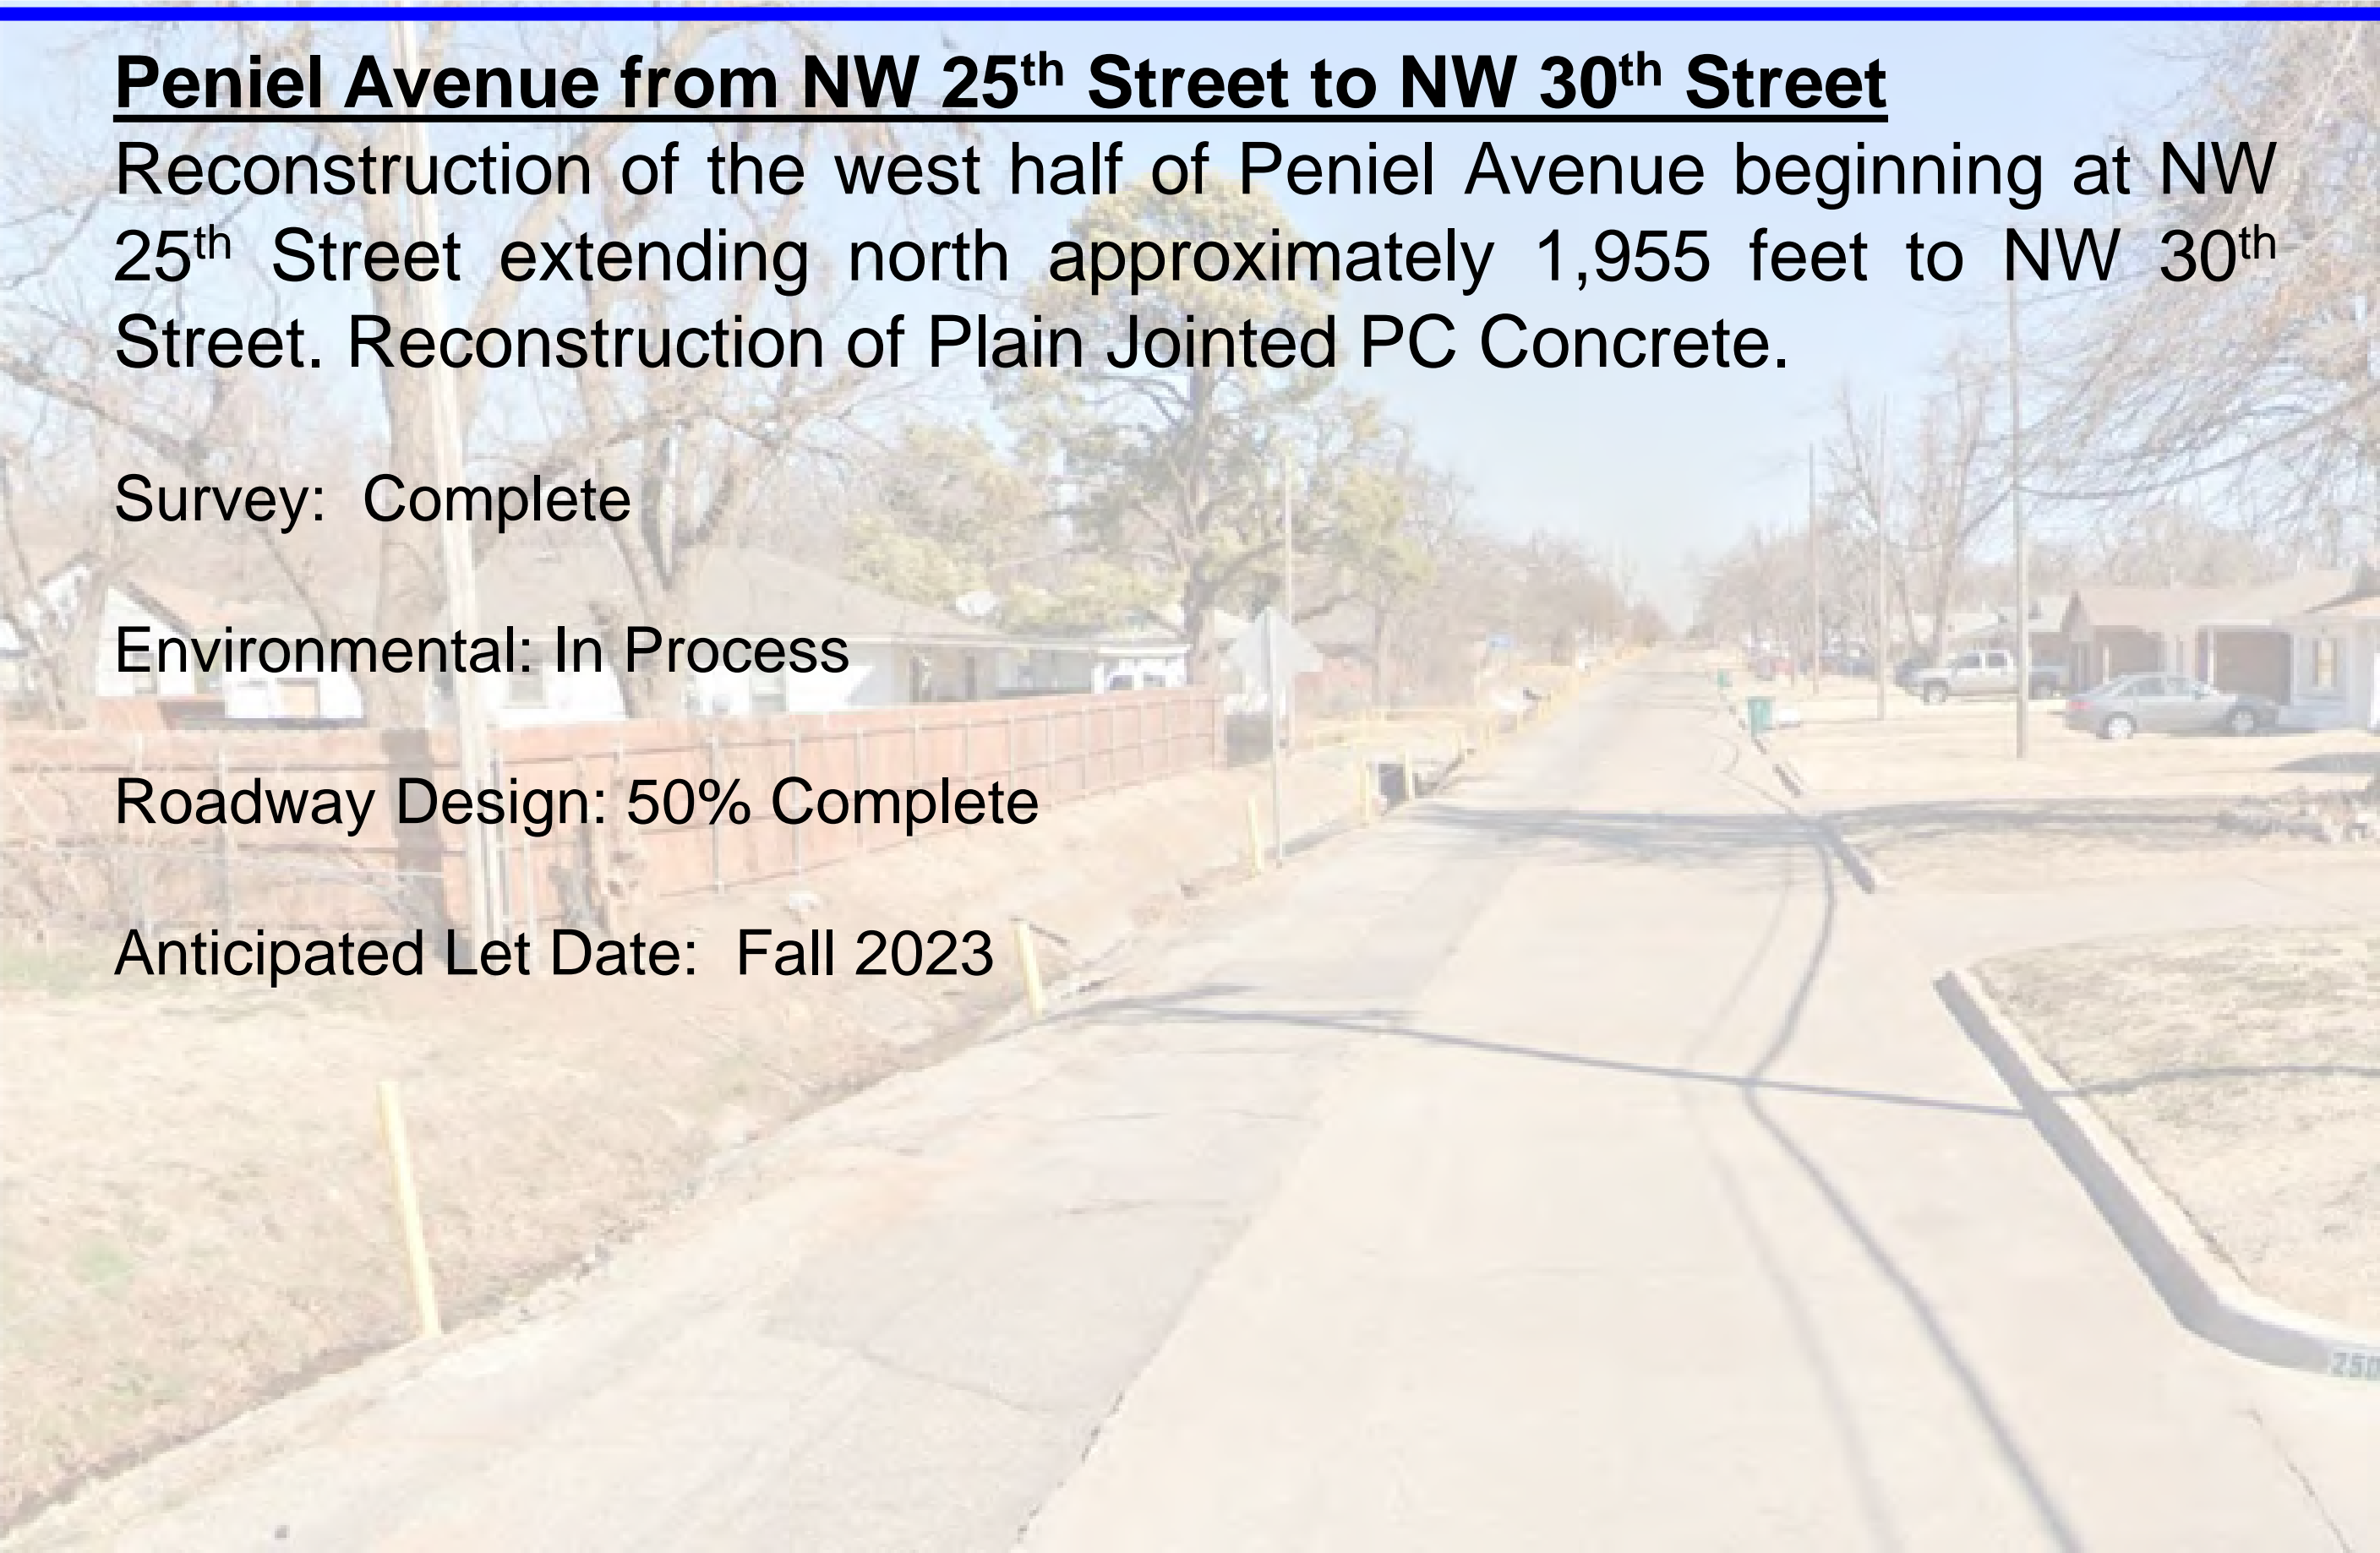 Peniel Avenue from NW 25th Street to NW 30th Street
Reconstruction of the west half of Peniel Avenue beginning at NW
25th Street extending north approximately 1,955 feet to NW 30th
Street. Reconstruction of Plain Jointed PC Concrete.
Survey: Complete
Environmental: In Process
Roadway Design: 50% Complete
Anticipated Let Date: Fall 2023